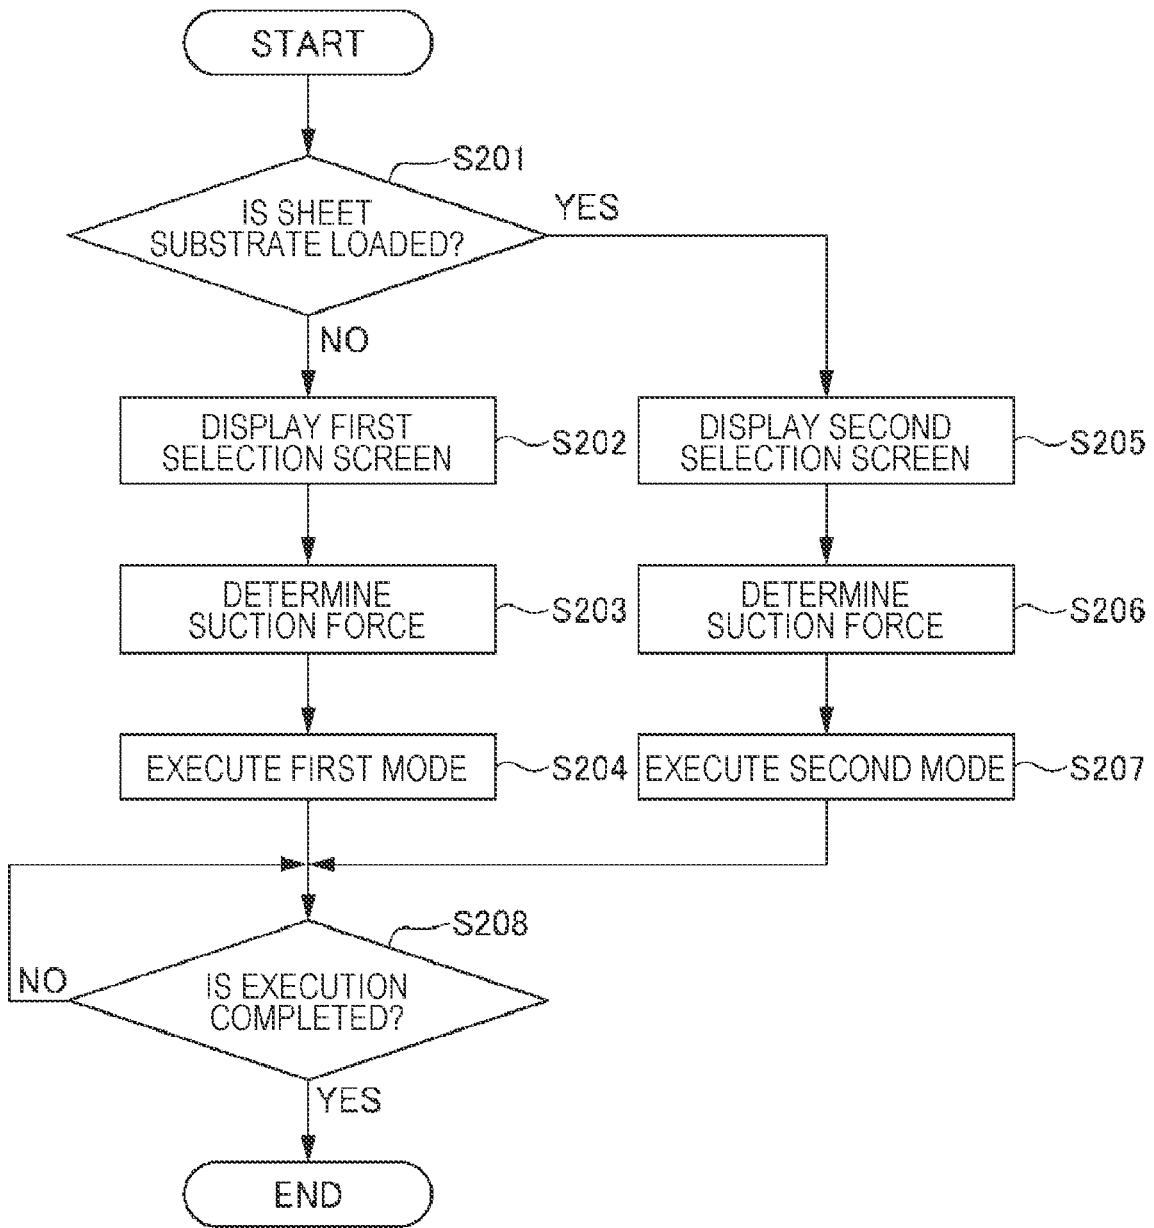 START
S201
IS SHEET
SUBSTRATE LOADED?
YES
NO
DISPLAY FIRST
SELECTION SCREEN
S202
DISPLAY SECOND
SELECTION SCREEN
S205
DETERMINE
SUCTION FORCE
S203
DETERMINE
SUCTION FORCE
S206
EXECUTE FIRST MODE
S204
EXECUTE SECOND MODE
S207
S208
IS EXECUTION
COMPLETED?
NO
YES
END